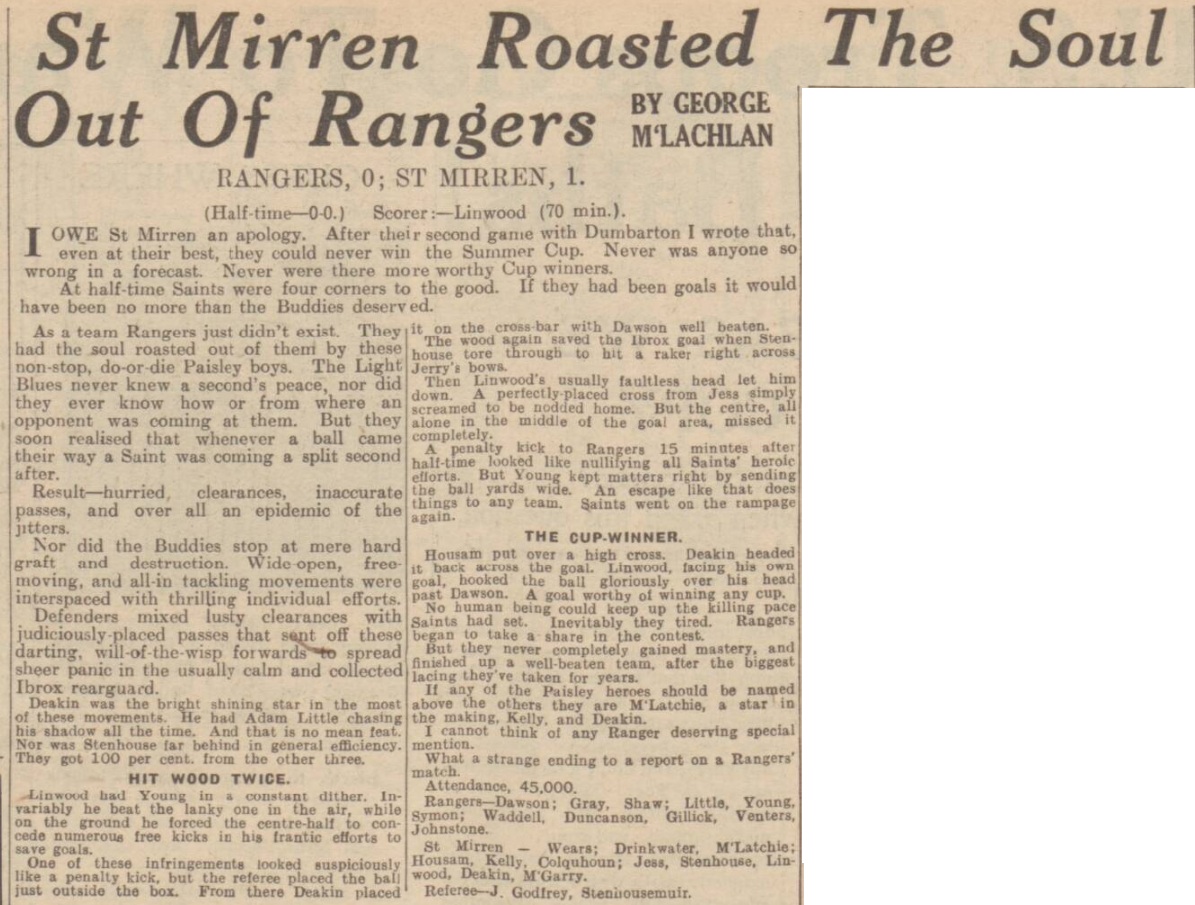 St Mirren Roasted The Soul
Out Of Rangers
BY GEORGE
M'LACHLAN
RANGERS, 0; ST MIRREN, 1.
(Half-time—0-0.) Scorer:—Linwood (70 min.).
I OWE St Mirren an apology. After their second game with Dumbarton I wrote that,
even at their best, they could never win the Summer Cup. Never was anyone so
wrong in a forecast. Never were there more worthy Cup winners.
At half-time Saints were four corners to the good. If they had been goals it would
have been no more than the Buddies deserved.
As a team Rangers just didn't exist. They
had the soul roasted out of them by these
non-stop, do-or-die Paisley boys. The Light
Blues never knew a second's peace, nor did
they ever know how or from where an
opponent was coming at them. But they
soon realised that whenever a ball came
their way a Saint was coming a split second
after.
Result—hurried, clearances, inaccurate
passes, and over all an epidemic of the
jitters.
Nor did the Buddies stop at mere hard
graft and destruction. Wide-open, free-
moving, and all-in tackling movements were
interspaced with thrilling individual efforts.
Defenders mixed lusty clearances with
judiciously-placed passes that sent off these
darting, will-of-the-wisp forwards to spread
sheer panic in the usually calm and collected
Ibrox rearguard.
Deakin was the bright shining star in the most
of these movements. He had Adam Little chasing
his shadow all the time. And that is no mean feat.
Nor was Stenhouse far behind in general efficiency.
They got 100 per cent. from the other three.
HIT WOOD TWICE.
Linwood had Young in a constant dither. In-
variably he beat the lanky one in the air, while
on the ground he forced the centre-half to con-
cede numerous free kicks in his frantic efforts to
save goals.
One of these infringements looked suspiciously
like a penalty kick, but the referee placed the ball
just outside the box. From there Deakin placed
it on the cross-bar with Dawson well beaten.
The wood again saved the Ibrox goal when Sten-
house tore through to hit a raker right across
Jerry's bows.
Then Linwood's usually faultless head let him
down. A perfectly-placed cross from Jess simply
screamed to be nodded home. But the centre, all
alone in the middle of the goal area, missed it
completely.
A penalty kick to Rangers 15 minutes after
half-time looked like nullifying all Saints' heroic
efforts. But Young kept matters right by sending
the ball yards wide. An escape like that does
things to any team. Saints went on the rampage
again.
THE CUP-WINNER.
Housam put over a high cross. Deakin headed
it back across the goal. Linwood, facing his own
goal, hooked the ball gloriously over his head
past Dawson. A goal worthy of winning any cup.
No human being could keep up the killing pace
Saints had set. Inevitably they tired. Rangers
began to take a share in the contest.
But they never completely gained mastery, and
finished up a well-beaten team, after the biggest
lacing they've taken for years.
If any of the Paisley heroes should be named
above the others they are M'Latchie, a star in
the making, Kelly, and Deakin.
I cannot think of any Ranger deserving special
mention.
What a strange ending to a report on a Rangers'
match.
Attendance, 45,000.
Rangers—Dawson; Gray, Shaw; Little, Young,
Symon; Waddell, Duncanson, Gillick, Venters,
Johnstone.
St Mirren — Wears; Drinkwater, M'Latchie;
Housam, Kelly, Colquhoun; Jess, Stenhouse, Lin-
wood, Deakin, M'Garry.
Referee—J. Godfrey, Stenhousemuir.